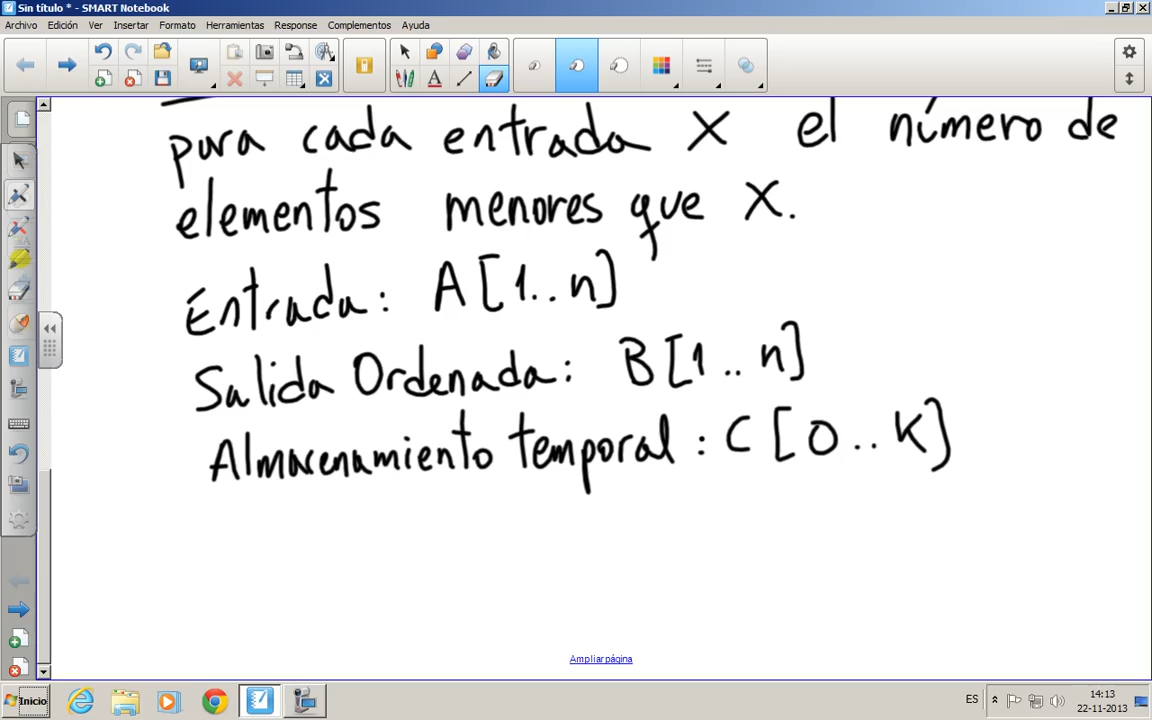 Sin título * - SMART Notebook
Archivo Edición Ver Insertar Formato Herramientas Response Complementos Ayuda
para cada entrada X el número de
elementos menores que X.
Entrada: A[1..n]
Salida Ordenada: B[1..n]
Almacenamiento temporal: C[0..K]
Ampliar página
Inicio
ES
14:13
22-11-2013